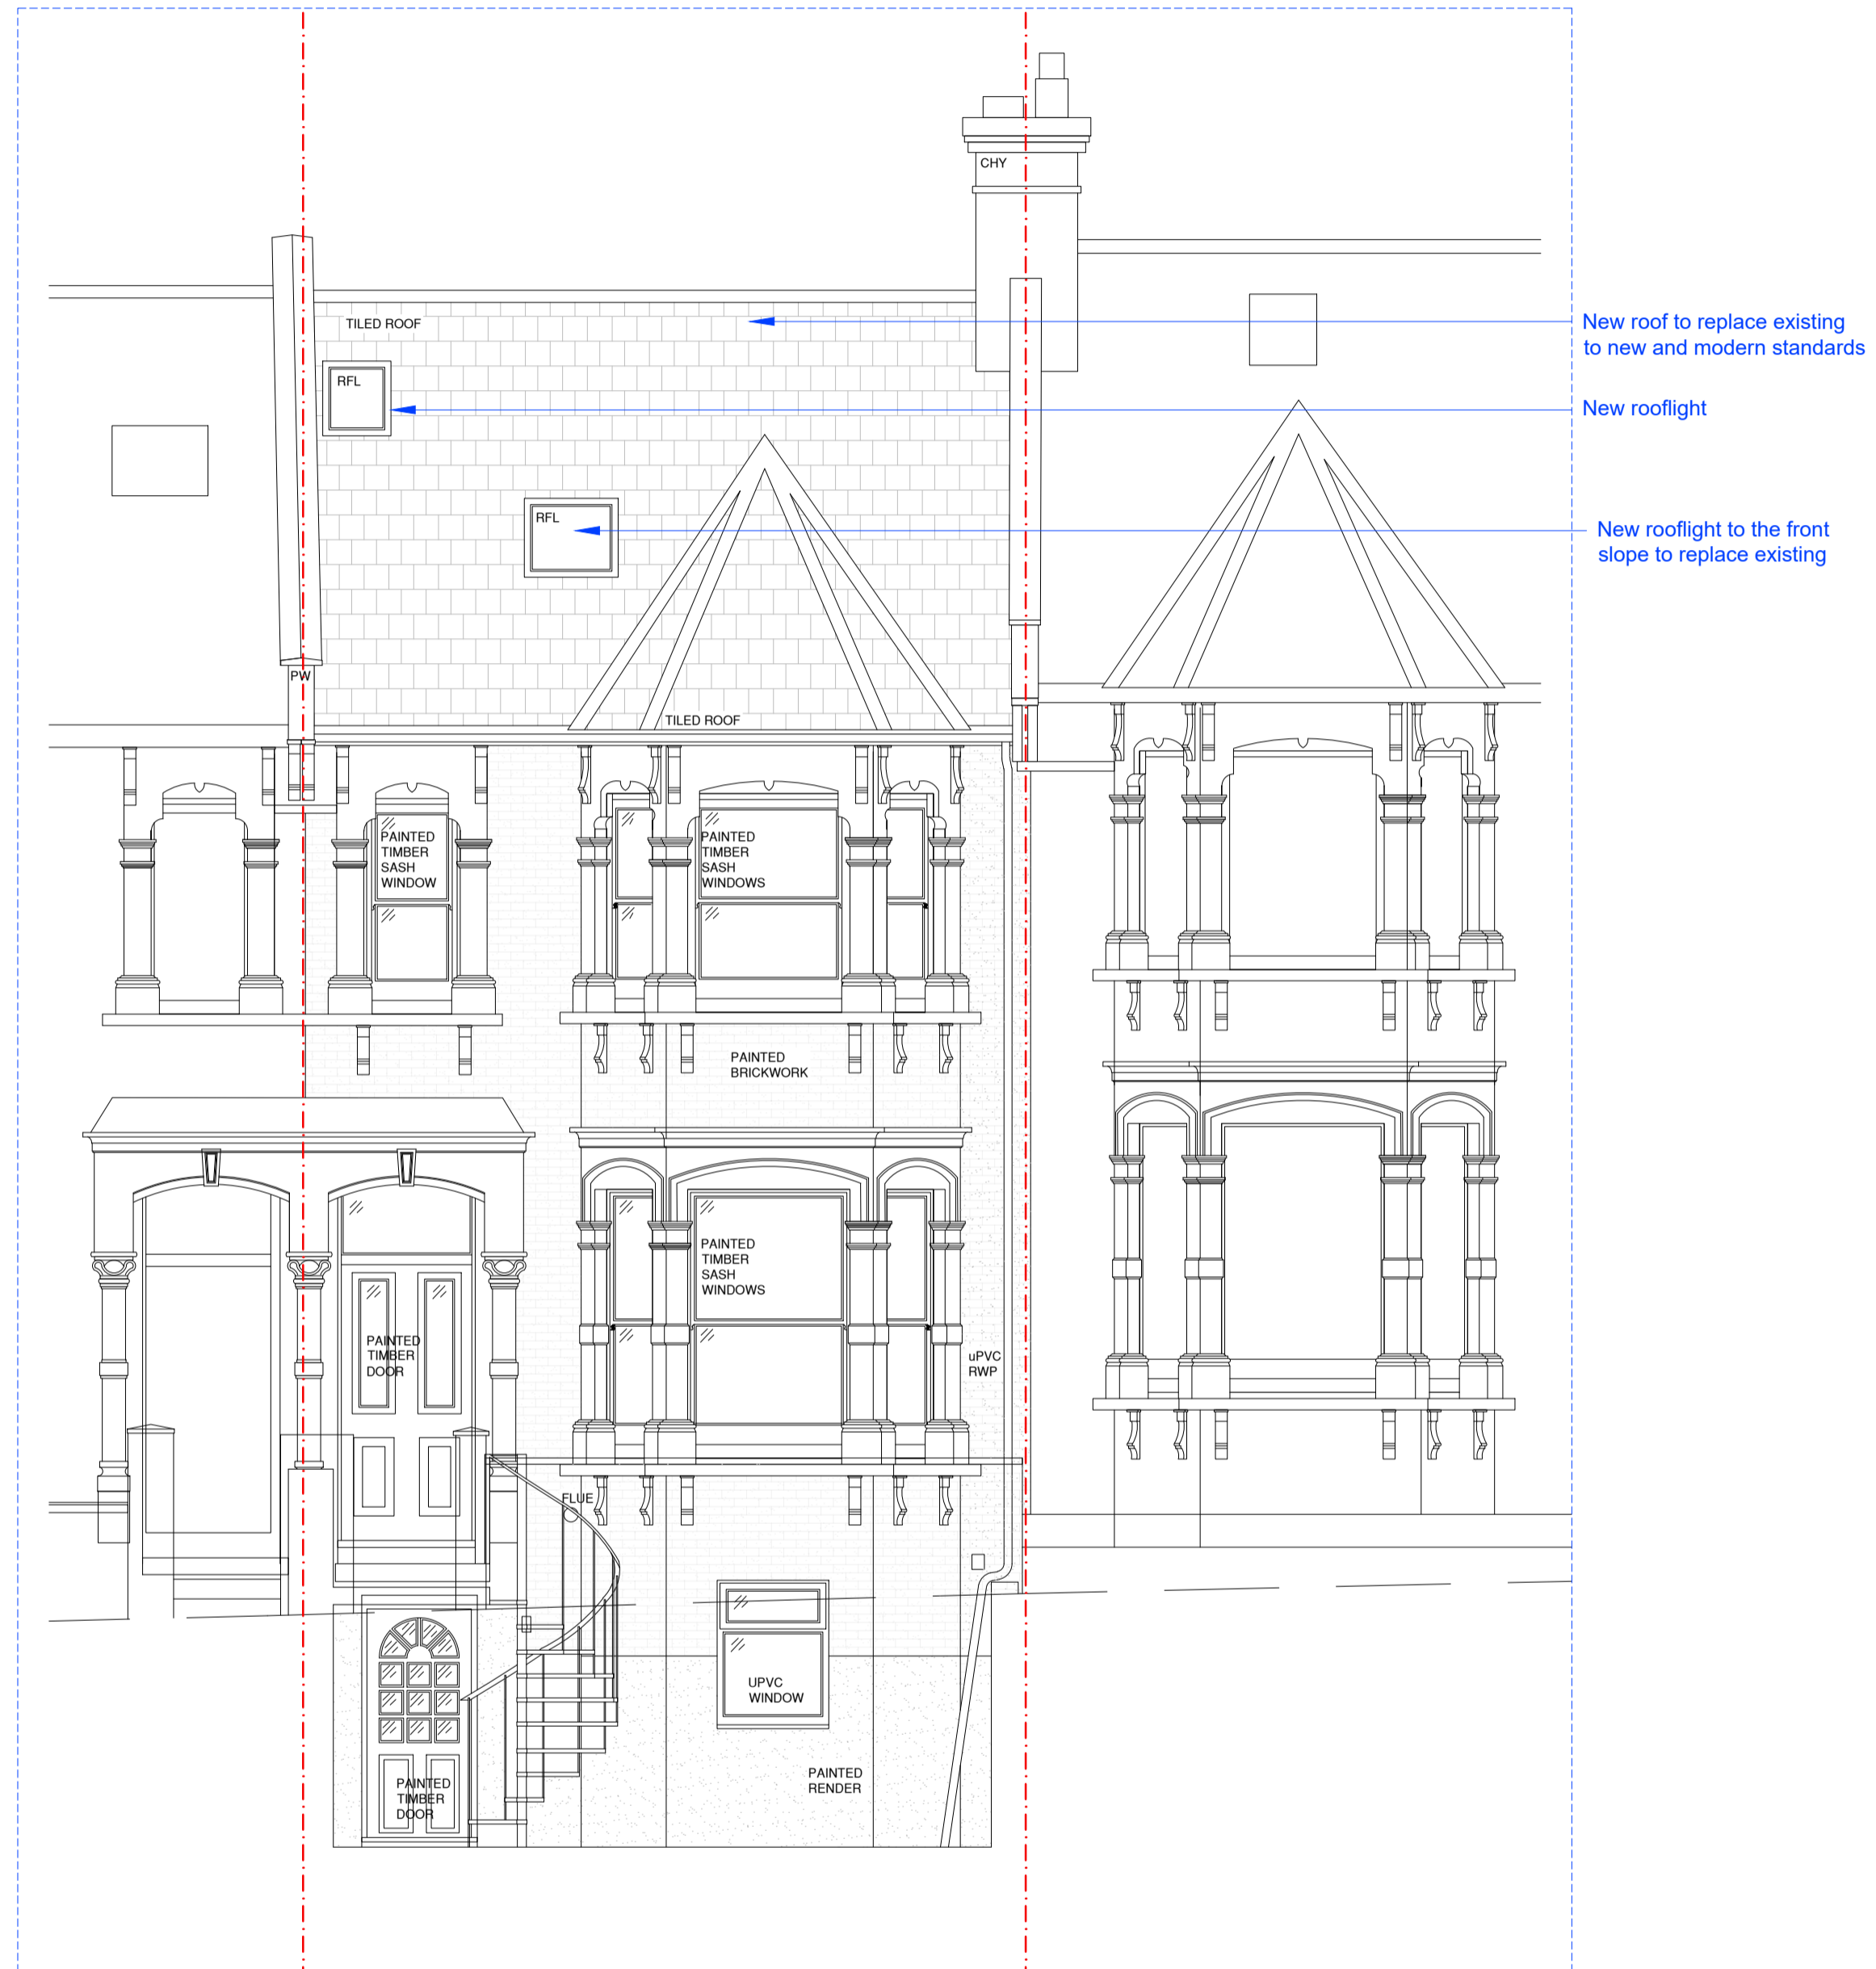 CHY
New roof to replace existing
to new and modern standards
TILED ROOF
RFL
New rooflight
RFL
New rooflight to the front
slope to replace existing
PW
TILED ROOF
PAINTED
TIMBER
SASH
WINDOW
PAINTED
TIMBER
SASH
WINDOWS
PAINTED
BRICKWORK
PAINTED
TIMBER
SASH
WINDOWS
PAINTED
TIMBER
DOOR
uPVC
RWP
FLUE
UPVC
WINDOW
PAINTED
RENDER
PAINTED
TIMBER
DOOR